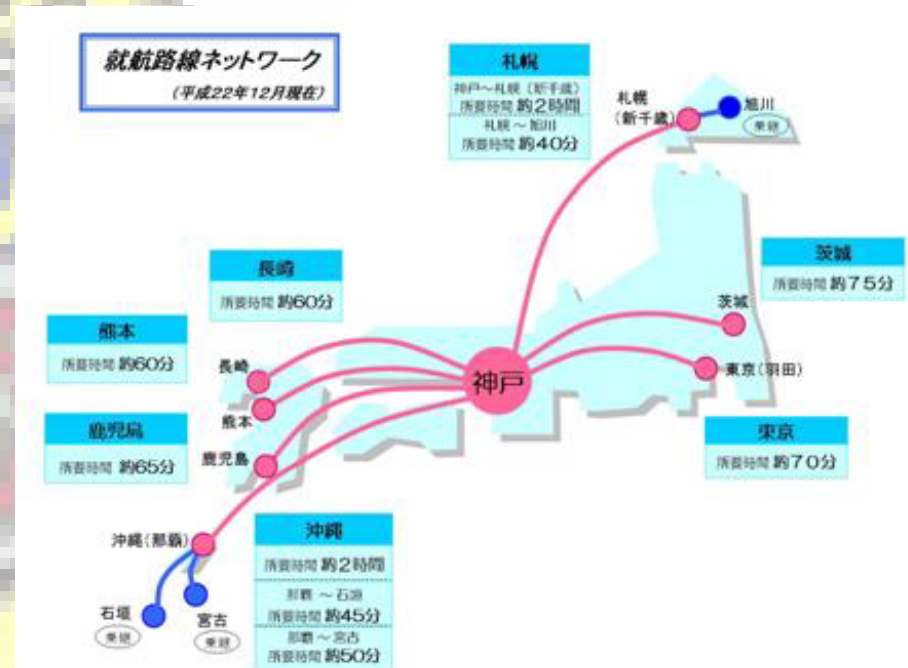 就航路線ネットワーク
(平成22年12月現在)
札幌
神戸～札幌（新千歳）
所要時間 約2時間
札幌～旭川
所要時間 約40分
札幌
(新千歳)
旭川
乗継
茨城
所要時間 約75分
長崎
所要時間 約60分
熊本
所要時間 約60分
鹿児島
所要時間 約65分
茨城
東京(羽田)
長崎
熊本
鹿児島
神戸
東京
所要時間 約70分
沖縄(那覇)
石垣
乗継
宮古
乗継
沖縄
所要時間 約2時間
那覇～石垣
所要時間 約45分
那覇～宮古
所要時間 約50分